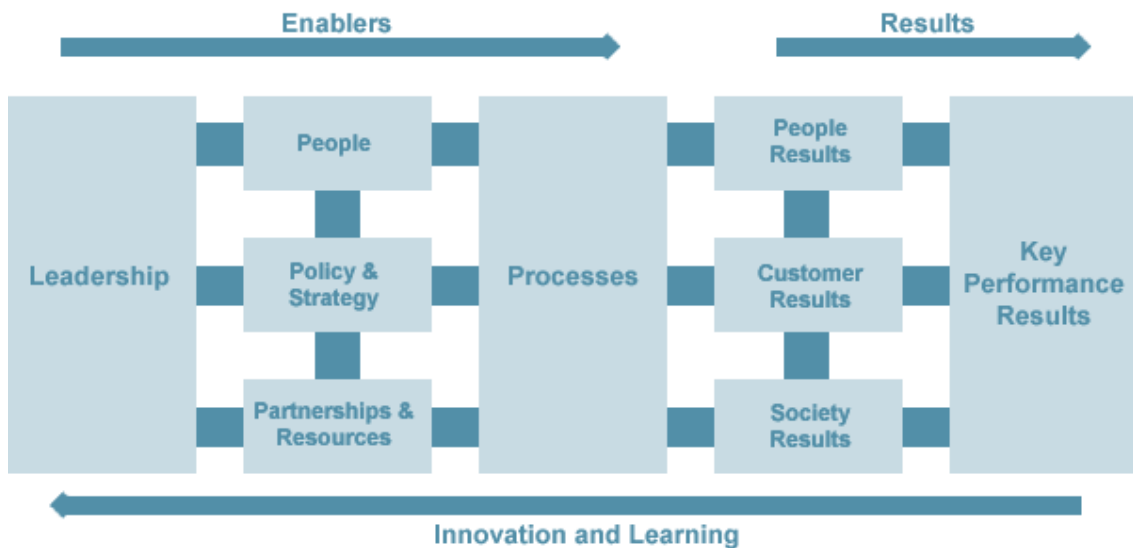 Enablers
Results
Leadership
People
Policy &
Strategy
Partnerships &
Resources
Processes
People
Results
Customer
Results
Society
Results
Key
Performance
Results
Innovation and Learning